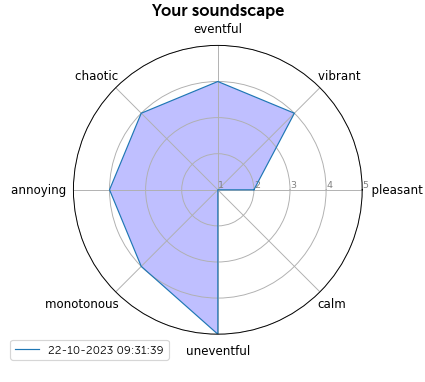 Your soundscape
eventful
chaotic
vibrant
annoying
1 2 3 4 5
pleasant
monotonous
calm
uneventful
22-10-2023 09:31:39